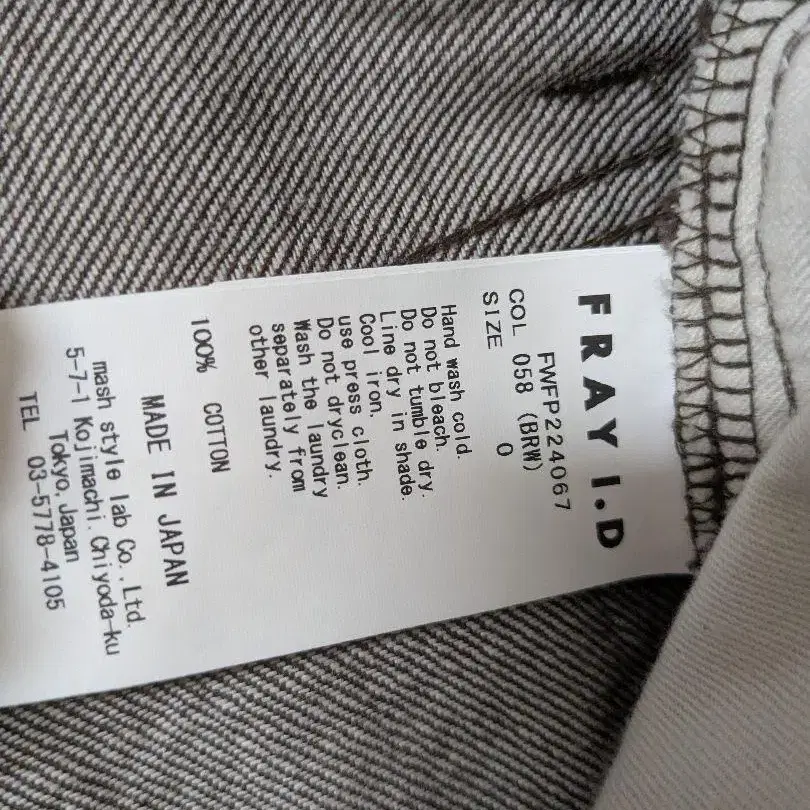 FRAY I.D
FWFP224067
COL 058 (BRW)
SIZE 0
Hand wash cold.
Do not bleach.
Do not tumble dry.
Line dry in shade.
Cool iron.
use press cloth.
Do not dryclean.
Wash the laundry
separately from
other laundry.
100% COTTON
MADE IN JAPAN
mash style lab Co.,Ltd.
5-7-1 Kojimachi. Chiyoda-ku
Tokyo, Japan
TEL 03-5778-4105